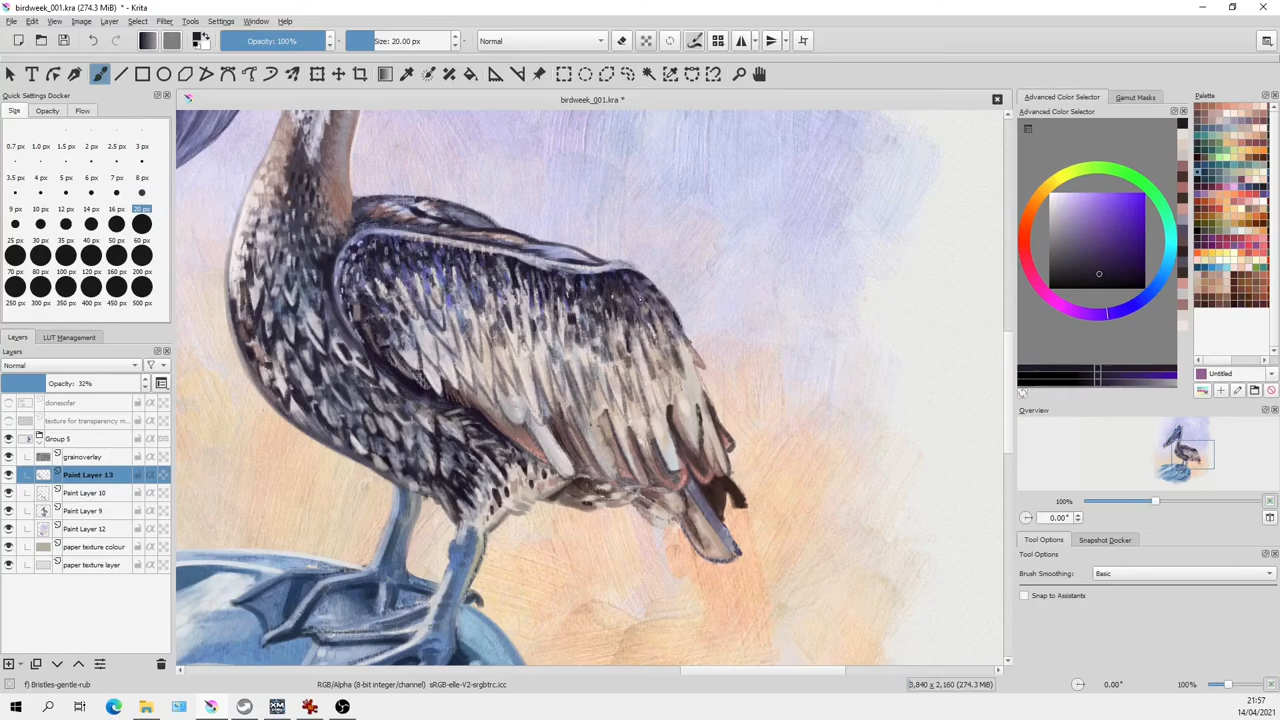 birdweek_001.kra (274.3 MiB) * - Krita
File Edit View Image Layer Select Filter Tools Settings Window Help
Opacity: 100% Size: 20.00 px Normal
Quick Settings Docker
birdweek_001.kra *
Advanced Color Selector Gamut Masks
Palette
Size Opacity Flow
Advanced Color Selector
0.7 px 1.0 px 2 px 2.5 px 3 px
3.5 px 4 px 5 px 6 px 7 px 8 px
9 px 10 px 12 px 14 px 16 px 20 px
25 px 30 px 35 px 40 px 50 px 60 px
70 px 80 px 100 px 120 px 160 px 200 px
250 px 300 px 350 px 400 px 450 px 500 px
Layers LUT Management
Layers
Normal
Opacity: 32%
donesofar
texture for transparency m...
Group 5
grainoverlay
Paint Layer 13
Paint Layer 10
Paint Layer 9
Paint Layer 12
paper texture colour
paper texture layer
Untitled
Overview
100%
0.00°
Tool Options Snapshot Docker
Tool Options
Brush Smoothing: Basic
Snap to Assistants
f) Bristles-gentle-rub
RGB/Alpha (8-bit integer/channel) sRGB-elle-V2-srgbtrc.icc
3,840 x 2,160 (274.3 MiB)
0.00°
100%
21:57
14/04/2021